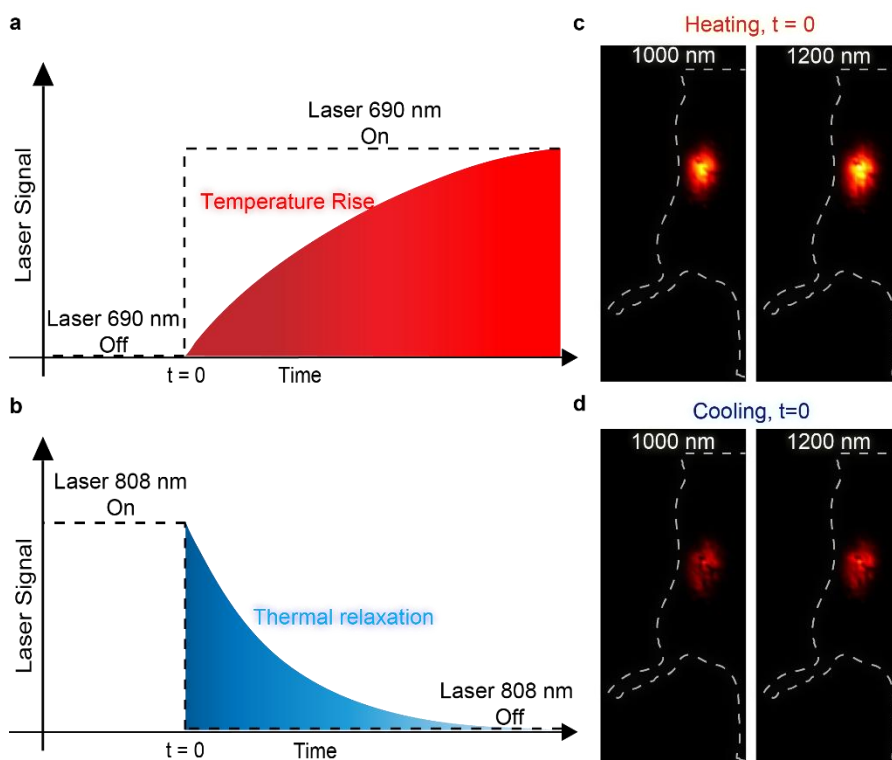 a
Laser Signal
Laser 690 nm
On
Temperature Rise
Laser 690 nm
Off
t = 0
Time
b
Laser Signal
Laser 808 nm
On
Thermal relaxation
Laser 808 nm
Off
t = 0
Time
c
Heating, t = 0
1000 nm
1200 nm
d
Cooling, t=0
1000 nm
1200 nm